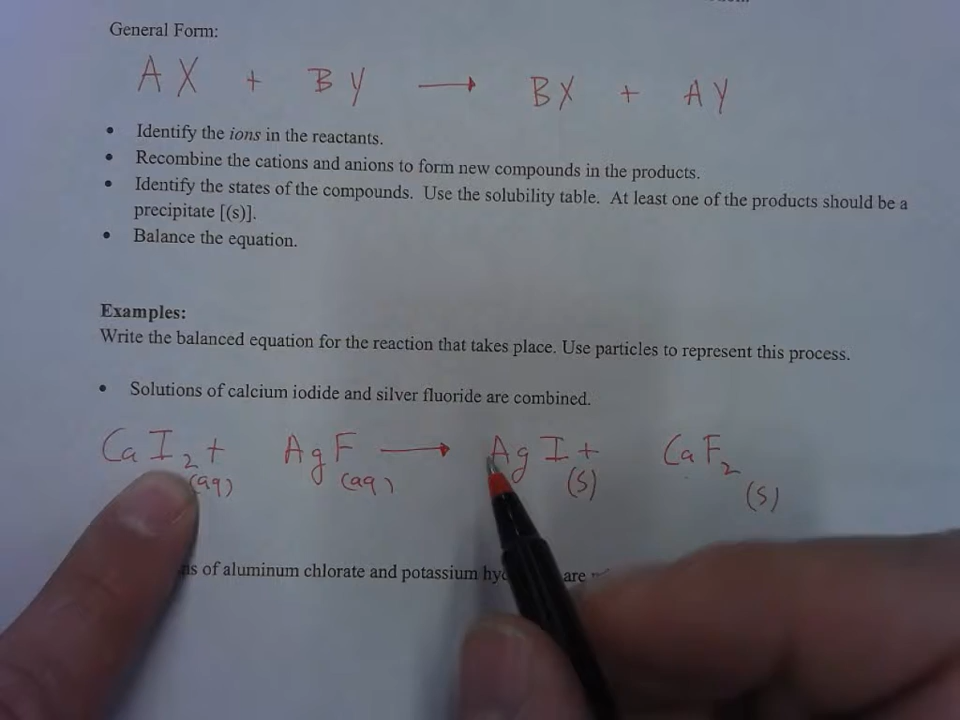 General Form:
AX + BY → BX + AY
• Identify the ions in the reactants.
• Recombine the cations and anions to form new compounds in the products.
• Identify the states of the compounds. Use the solubility table. At least one of the products should be a
precipitate [(s)].
• Balance the equation.
Examples:
Write the balanced equation for the reaction that takes place. Use particles to represent this process.
• Solutions of calcium iodide and silver fluoride are combined.
CaI2 + AgF → AgI + CaF2
(aq) (aq) (s) (s)
of aluminum chlorate and potassium are